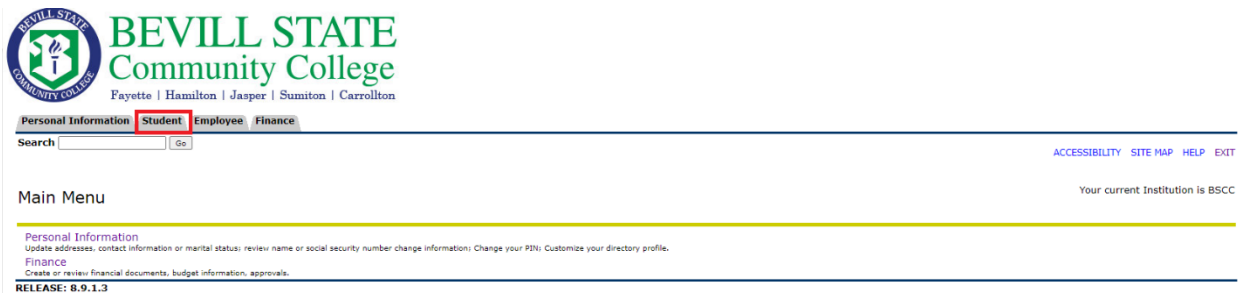 BEVILL STATE
COMMUNITY COLLEGE
BEVILL STATE
Community College
Fayette | Hamilton | Jasper | Sumiton | Carrollton
Personal Information Student Employee Finance
Search Go
ACCESSIBILITY SITE MAP HELP EXIT
Main Menu
Your current Institution is BSCC
Personal Information
Update addresses, contact information or marital status; review name or social security number change information; Change your PIN; Customize your directory profile.
Finance
Create or review financial documents, budget information, approvals.
RELEASE: 8.9.1.3